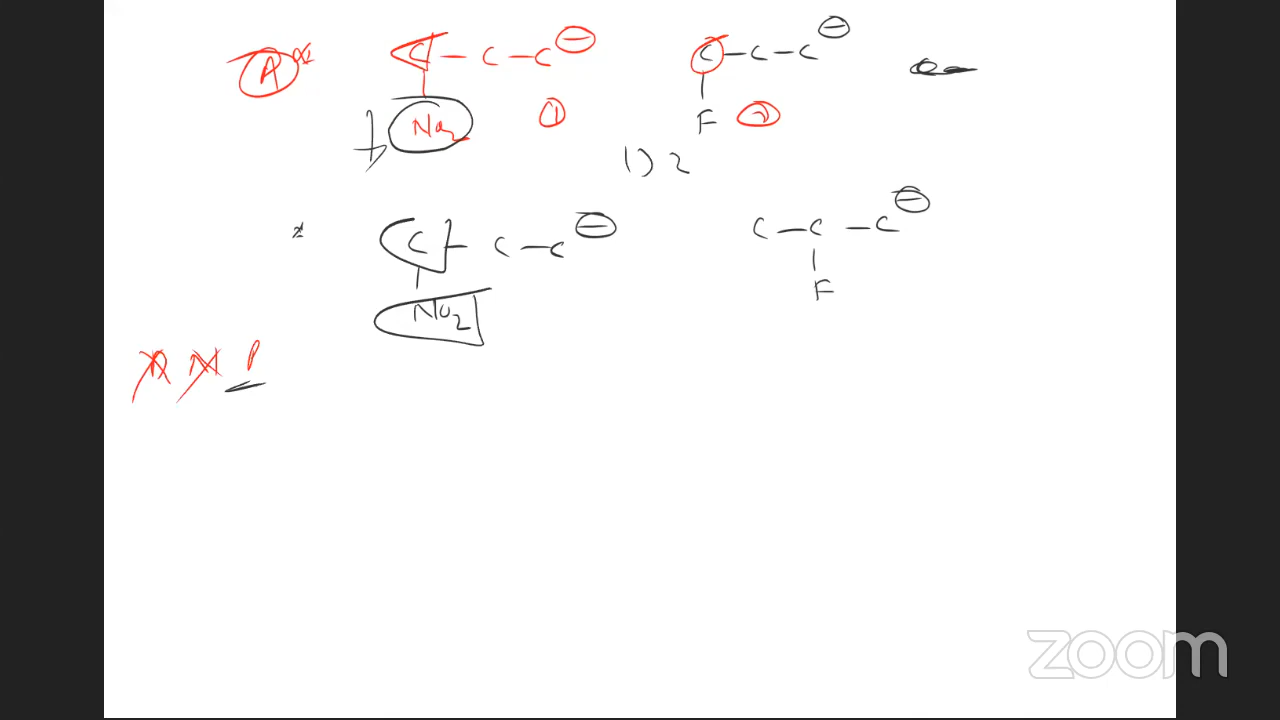 A C – C – C ⊖ C – C – C ⊖
NO2 ① F ②
1) 2
* C – C – C ⊖ C – C – C ⊖
NO2 F
zoom